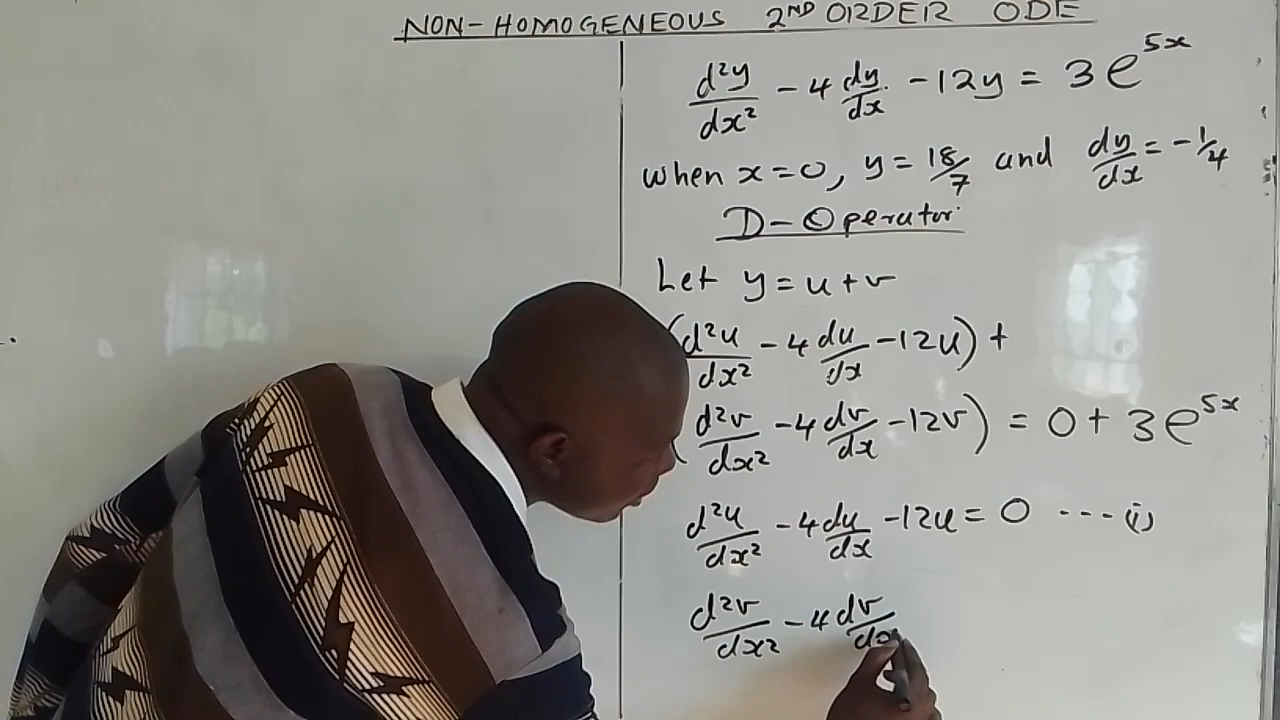 NON-HOMOGENEOUS 2ND ORDER ODE
d²y/dx² - 4 dy/dx - 12y = 3e^5x
when x=0, y=18/7 and dy/dx = -1/4
D-Operator
Let y=u+v
(d²u/dx² - 4 du/dx - 12u) +
(d²v/dx² - 4 dv/dx - 12v) = 0 + 3e^5x
d²u/dx² - 4 du/dx - 12u = 0 ---(i)
d²v/dx² - 4 dv/dx